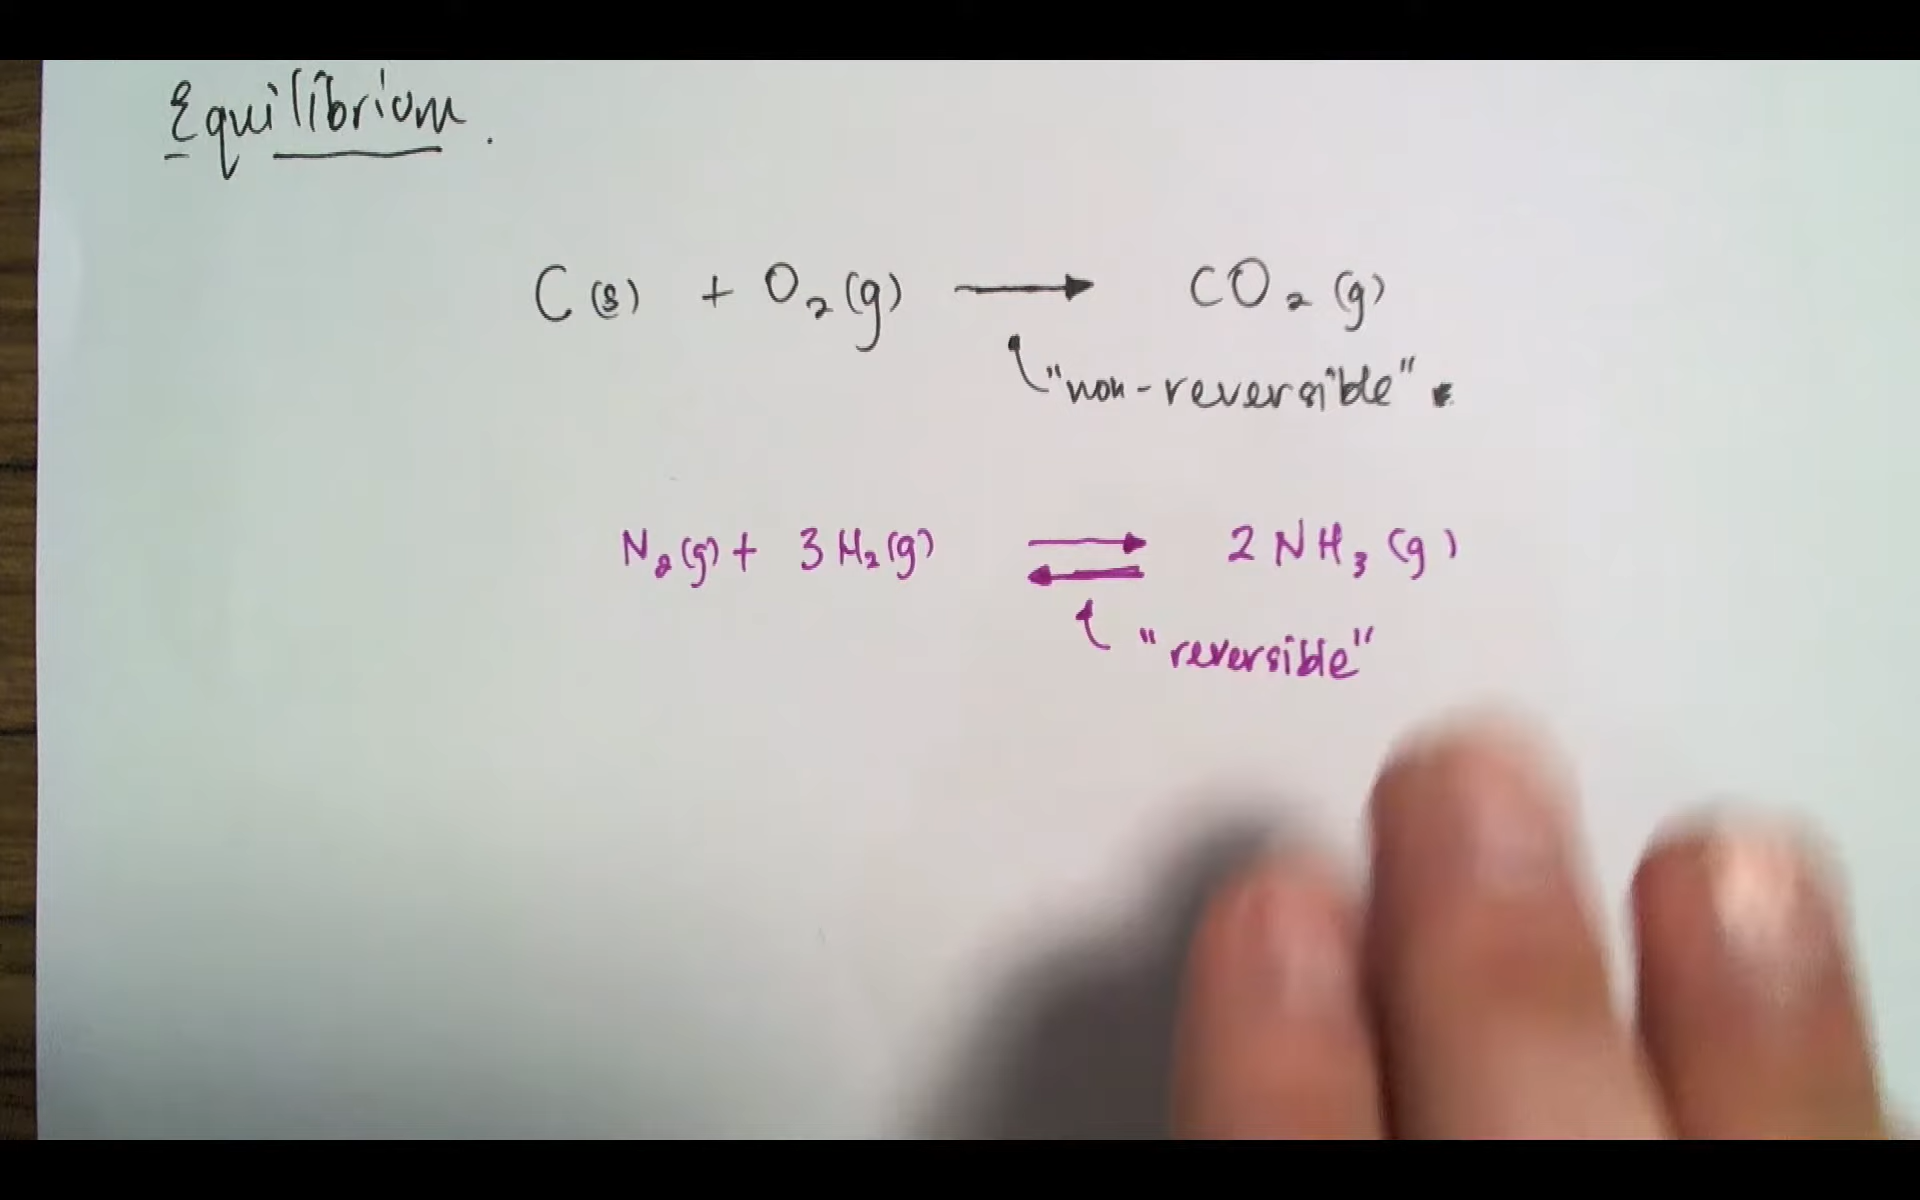 Equilibrium.
C(s) + O₂(g) ⟶ CO₂(g)
"non-reversible".
N₂(g) + 3H₂(g) ⇌ 2NH₃(g)
"reversible"